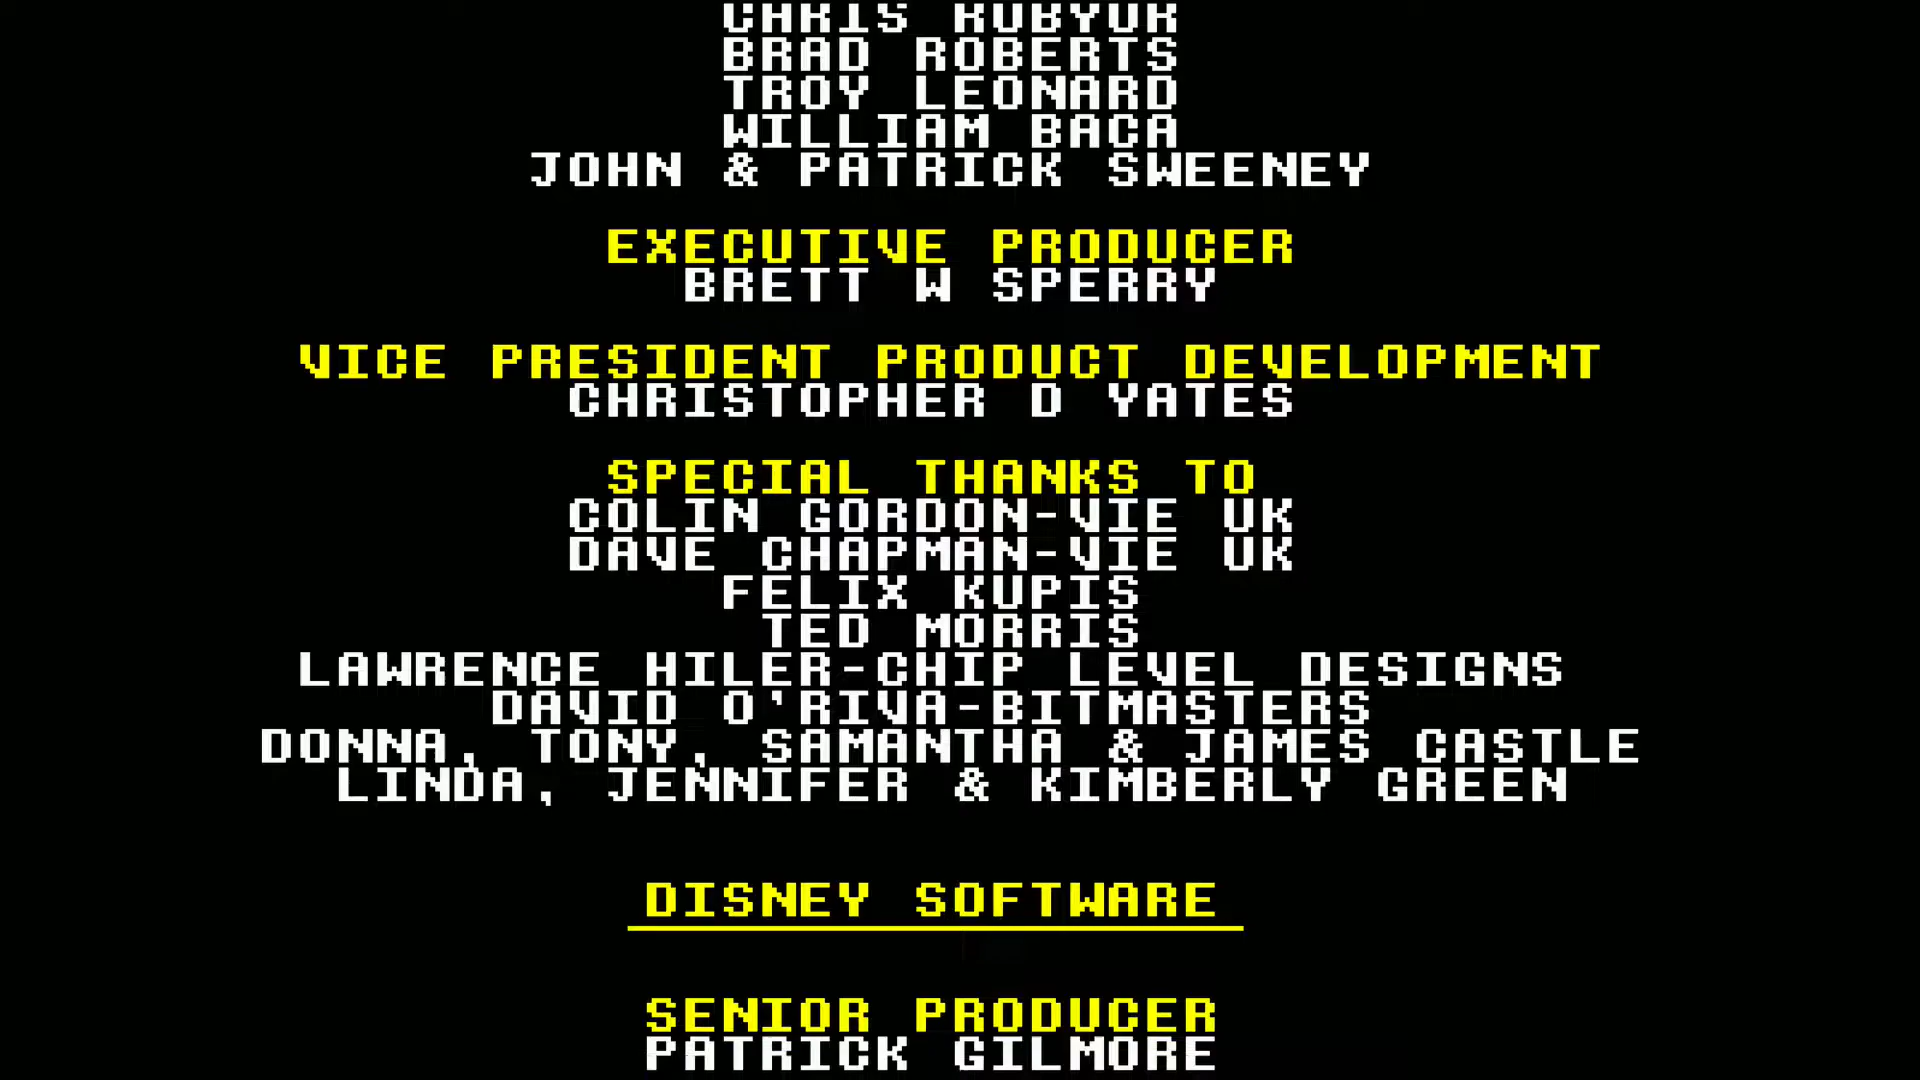 CHRIS RUBYOR
BRAD ROBERTS
TROY LEONARD
WILLIAM BACA
JOHN & PATRICK SWEENEY
EXECUTIVE PRODUCER
BRETT W SPERRY
VICE PRESIDENT PRODUCT DEVELOPMENT
CHRISTOPHER D YATES
SPECIAL THANKS TO
COLIN GORDON-VIE UK
DAVE CHAPMAN-VIE UK
FELIX KUPIS
TED MORRIS
LAWRENCE HILER-CHIP LEVEL DESIGNS
DAVID O'RIVA-BITMASTERS
DONNA, TONY, SAMANTHA & JAMES CASTLE
LINDA, JENNIFER & KIMBERLY GREEN
DISNEY SOFTWARE
SENIOR PRODUCER
PATRICK GILMORE